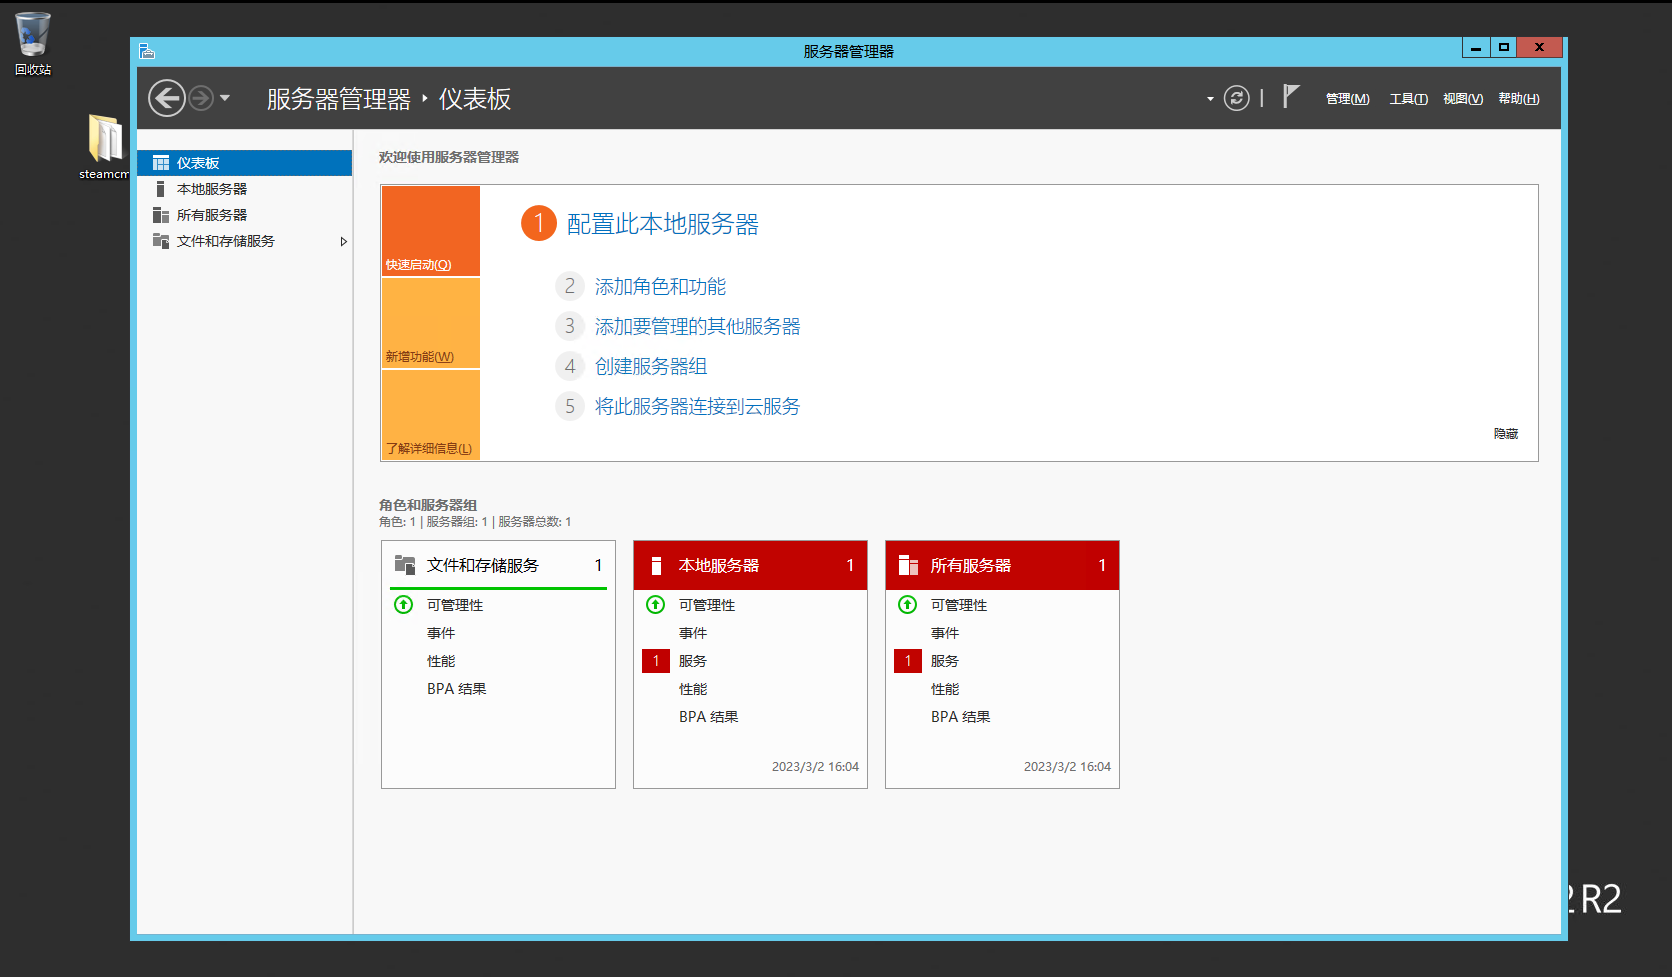 回收站
steamcm
服务器管理器
服务器管理器 ‣ 仪表板
管理(M) 工具(T) 视图(V) 帮助(H)
仪表板
本地服务器
所有服务器
文件和存储服务
欢迎使用服务器管理器
快速启动(Q)
新增功能(W)
了解详细信息(L)
1 配置此本地服务器
2 添加角色和功能
3 添加要管理的其他服务器
4 创建服务器组
5 将此服务器连接到云服务
隐藏
角色和服务器组
角色: 1 | 服务器组: 1 | 服务器总数: 1
文件和存储服务 1
可管理性
事件
性能
BPA 结果
本地服务器 1
可管理性
事件
1 服务
性能
BPA 结果
2023/3/2 16:04
所有服务器 1
可管理性
事件
1 服务
性能
BPA 结果
2023/3/2 16:04
2 R2